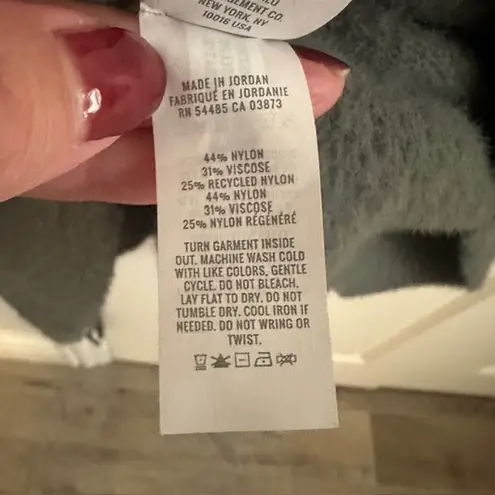 GEMENT CO.
NEW YORK, NY
10016 USA
MADE IN JORDAN
FABRIQUÉ EN JORDANIE
RN 54485 CA 03873
44% NYLON
31% VISCOSE
25% RECYCLED NYLON
44% NYLON
31% VISCOSE
25% NYLON RÉGÉNÉRÉ
TURN GARMENT INSIDE
OUT. MACHINE WASH COLD
WITH LIKE COLORS, GENTLE
CYCLE. DO NOT BLEACH.
LAY FLAT TO DRY. DO NOT
TUMBLE DRY. COOL IRON IF
NEEDED. DO NOT WRING OR
TWIST.